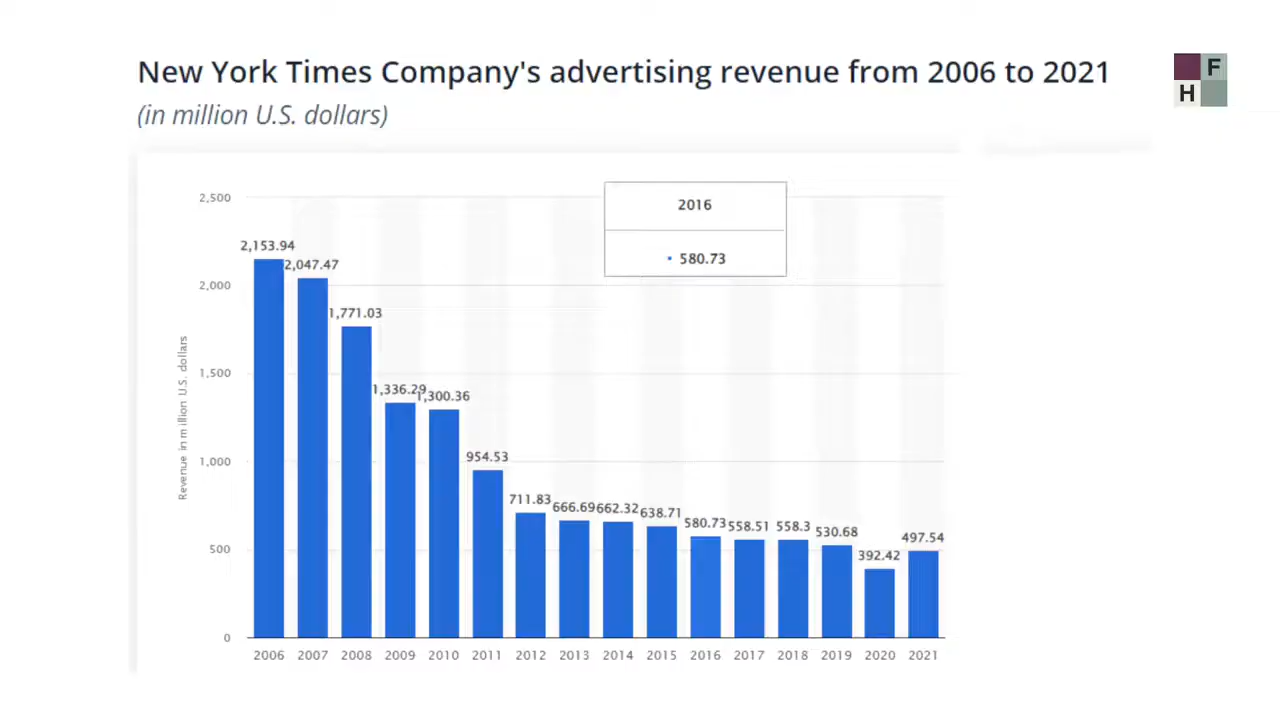 New York Times Company's advertising revenue from 2006 to 2021
F
H
(in million U.S. dollars)
2,500
2016
580.73
2,153.94
2,047.47
2,000
1,771.03
1,500
1,336.29
1,300.36
Revenue in million U.S. dollars
1,000
954.53
711.83 666.69 662.32 638.71
580.73 558.51 558.3 530.68
500
392.42
497.54
0
2006 2007 2008 2009 2010 2011 2012 2013 2014 2015 2016 2017 2018 2019 2020 2021